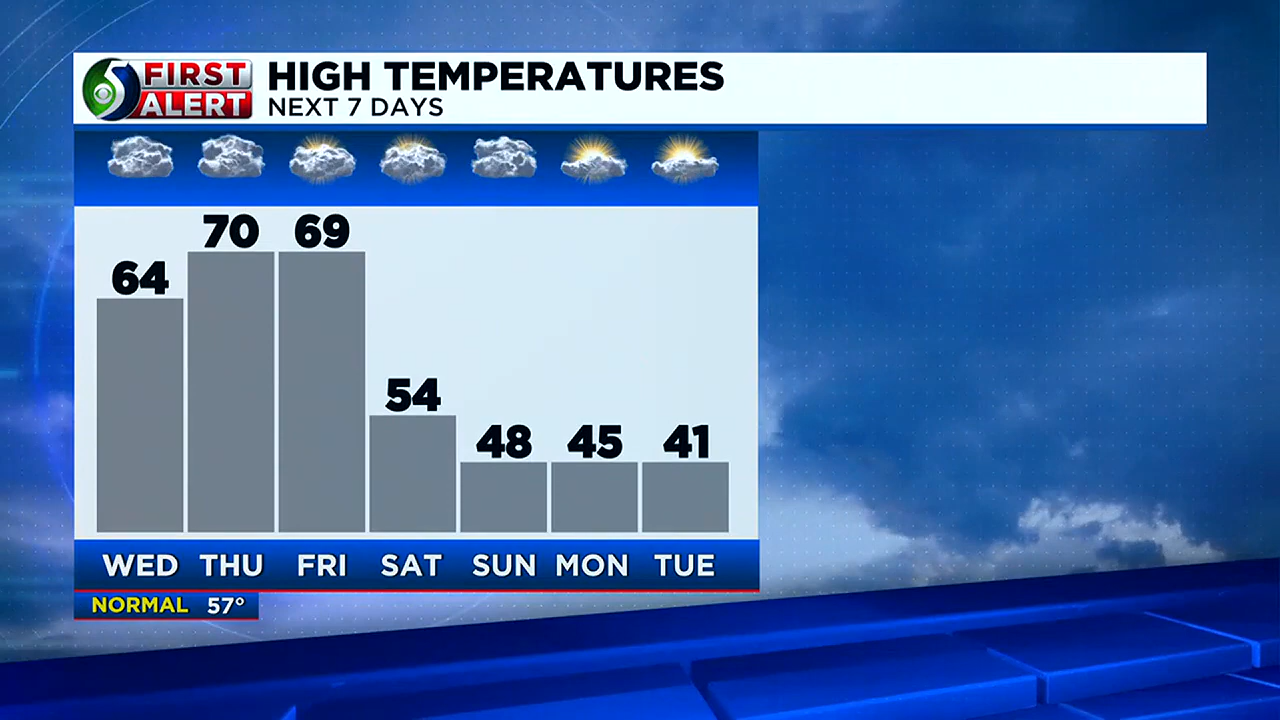 5 FIRST ALERT
HIGH TEMPERATURES
NEXT 7 DAYS
64 70 69 54 48 45 41
WED THU FRI SAT SUN MON TUE
NORMAL 57°